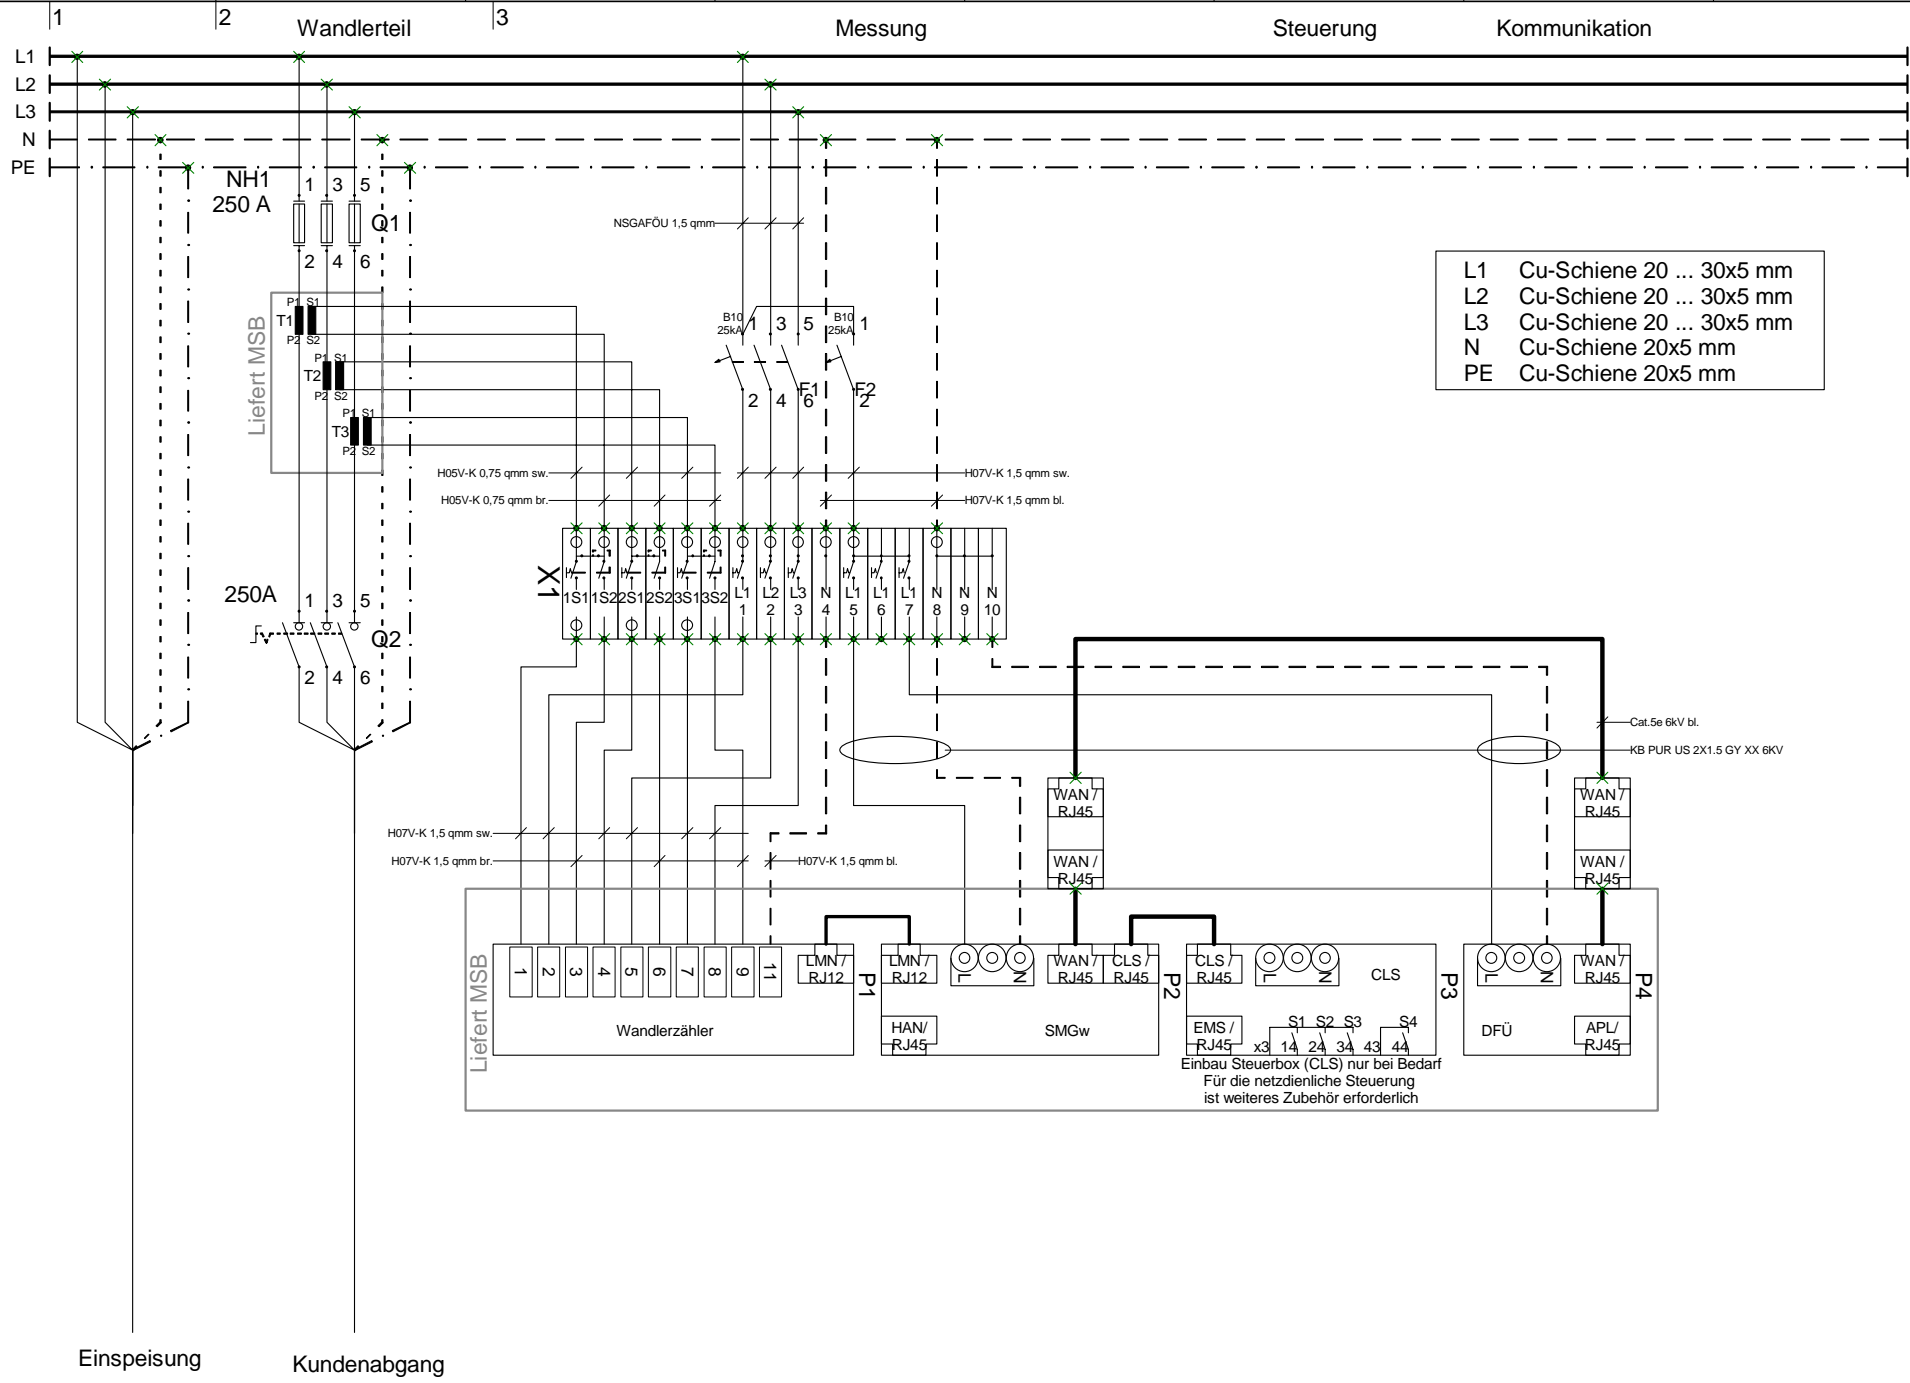 1 2 3
Wandlerteil Messung Steuerung Kommunikation
L1
L2
L3
N
PE
NH1
250 A
1 3 5
Q1
2 4 6
NSGAFÖU 1,5 qmm
L1 Cu-Schiene 20 ... 30x5 mm
L2 Cu-Schiene 20 ... 30x5 mm
L3 Cu-Schiene 20 ... 30x5 mm
N Cu-Schiene 20x5 mm
PE Cu-Schiene 20x5 mm
Liefert MSB
P1 S1
T1
P2 S2
P1 S1
T2
P2 S2
P1 S1
T3
P2 S2
B10
25kA
1 3 5
F1
2 4 6
B10
25kA
1
F2
2
H05V-K 0,75 qmm sw.
H07V-K 1,5 qmm sw.
H05V-K 0,75 qmm br.
H07V-K 1,5 qmm bl.
X1
1S1 1S2 2S1 2S2 3S1 3S2
L1 L2 L3 N L1 L1 L1 N N N
1 2 3 4 5 6 7 8 9 10
250A
1 3 5
Q2
2 4 6
Cat.5e 6kV bl.
KB PUR US 2X1.5 GY XX 6KV
WAN /
RJ45
WAN /
RJ45
WAN /
RJ45
WAN /
RJ45
H07V-K 1,5 qmm sw.
H07V-K 1,5 qmm br.
H07V-K 1,5 qmm bl.
Liefert MSB
1 2 3 4 5 6 7 8 9 11
LMN /
RJ12
P1
Wandlerzähler
LMN /
RJ12
L N
WAN /
RJ45
CLS /
RJ45
P2
HAN/
RJ45
SMGw
CLS /
RJ45
L N
CLS
P3
EMS /
RJ45
S1 S2 S3 S4
x3 14 24 34 43 44
Einbau Steuerbox (CLS) nur bei Bedarf
Für die netzdienliche Steuerung
ist weiteres Zubehör erforderlich
L N
WAN /
RJ45
P4
DFÜ
APL/
RJ45
Einspeisung
Kundenabgang